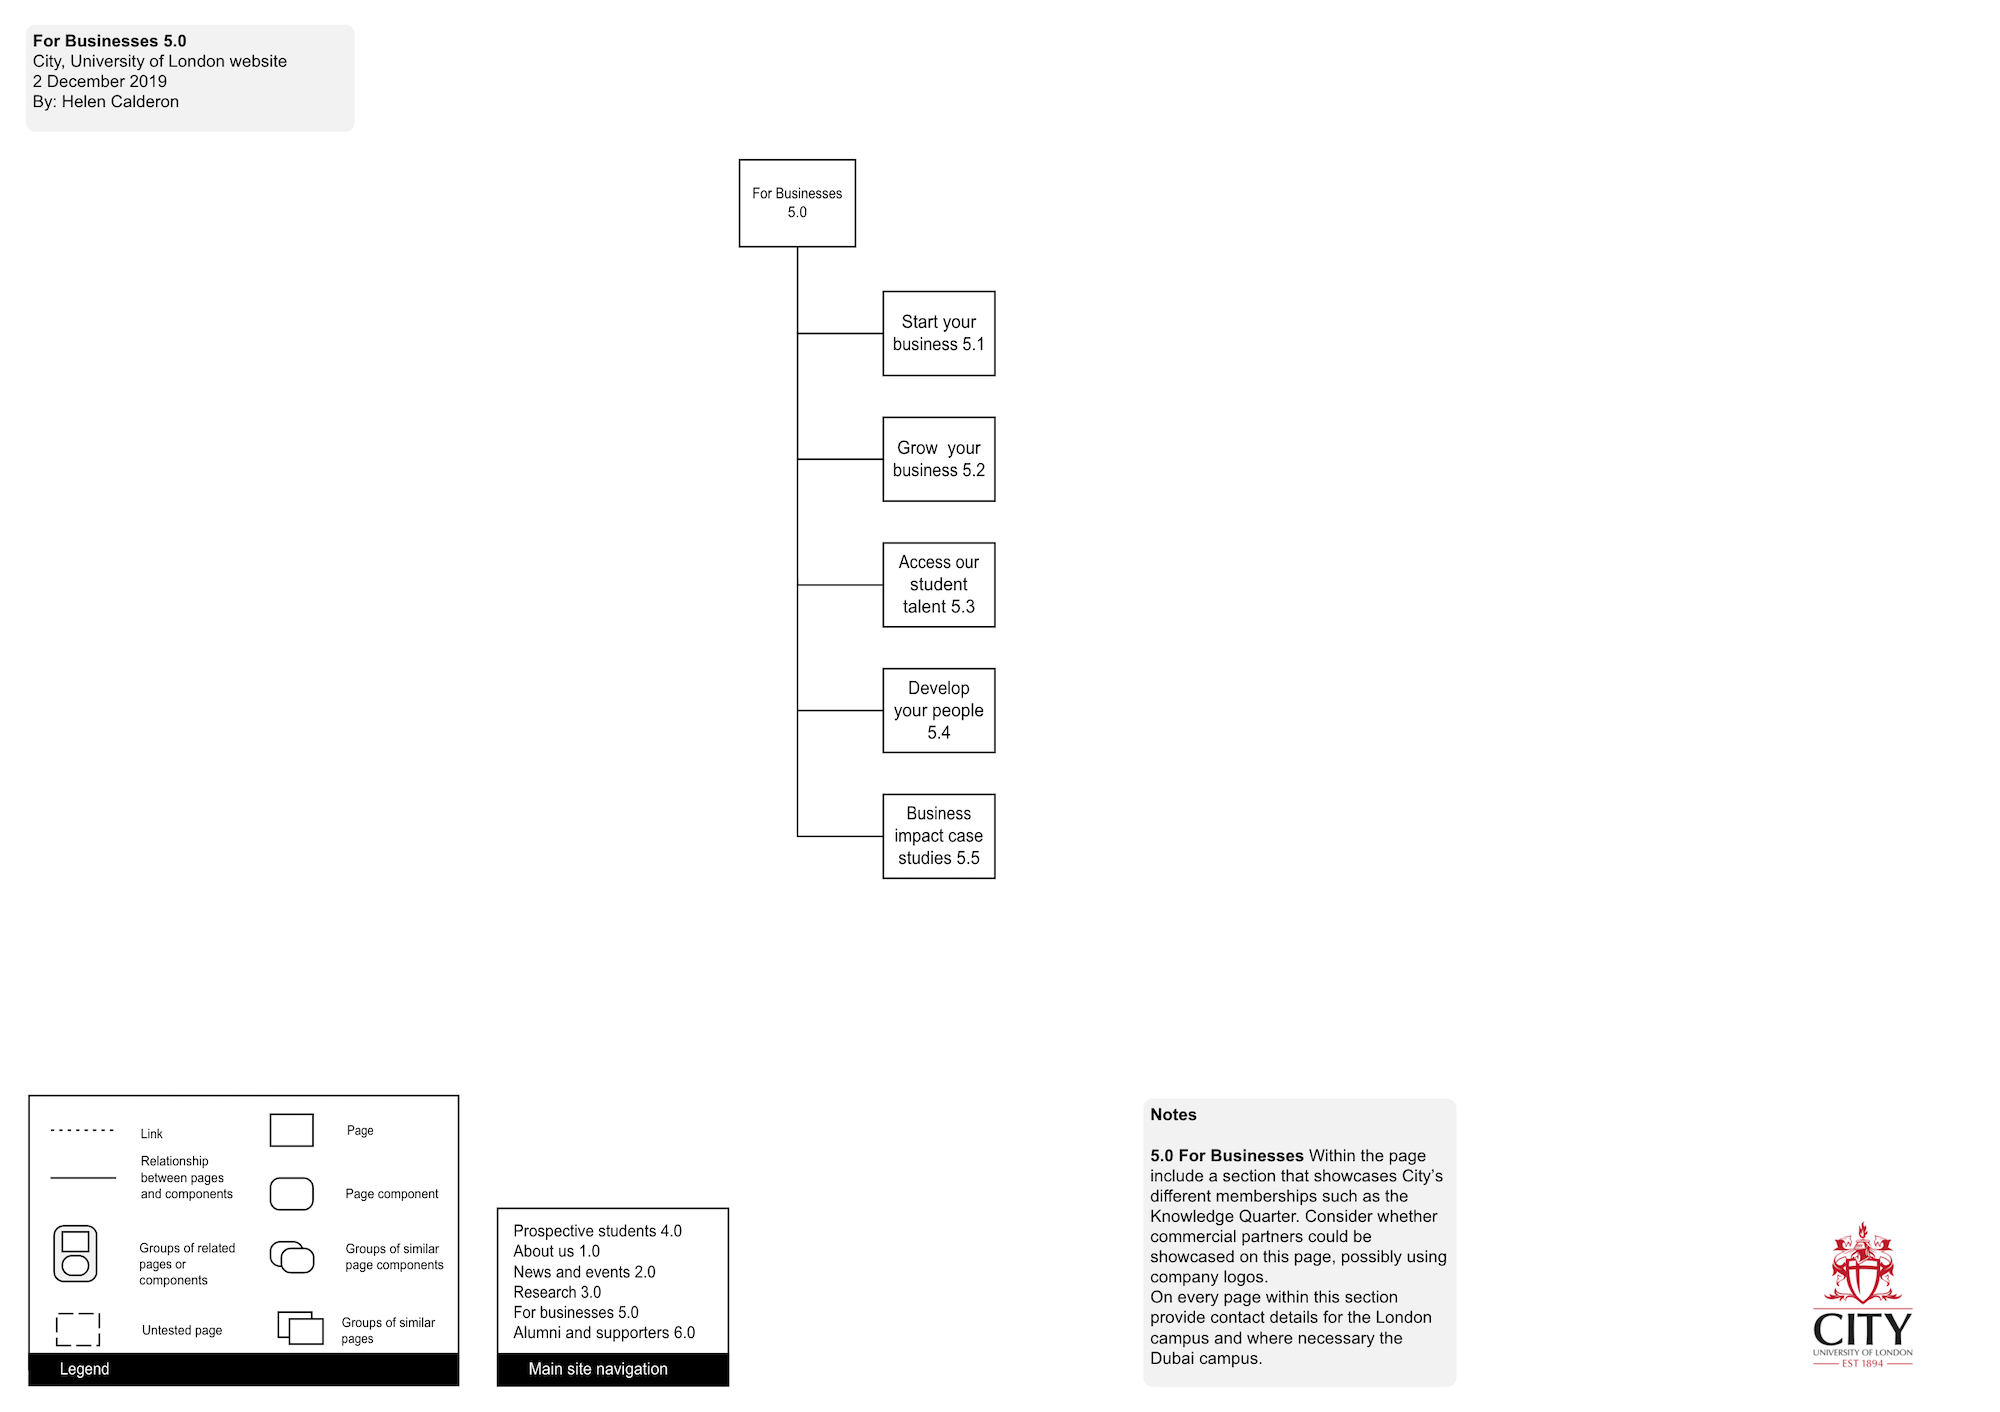 For Businesses 5.0
City, University of London website
2 December 2019
By: Helen Calderon
For Businesses
5.0
Start your
business 5.1
Grow  your
business 5.2
Access our
student
talent 5.3
Develop
your people
5.4
Business
impact case
studies 5.5
Link
Relationship
between pages
and components
Groups of related
pages or
components
Untested page
Page
Page component
Groups of similar
page components
Groups of similar
pages
Legend
Prospective students 4.0
About us 1.0
News and events 2.0
Research 3.0
For businesses 5.0
Alumni and supporters 6.0
Main site navigation
Notes
5.0 For Businesses Within the page
include a section that showcases City’s
different memberships such as the
Knowledge Quarter. Consider whether
commercial partners could be
showcased on this page, possibly using
company logos.
On every page within this section
provide contact details for the London
campus and where necessary the
Dubai campus.
CITY
UNIVERSITY OF LONDON
EST 1894